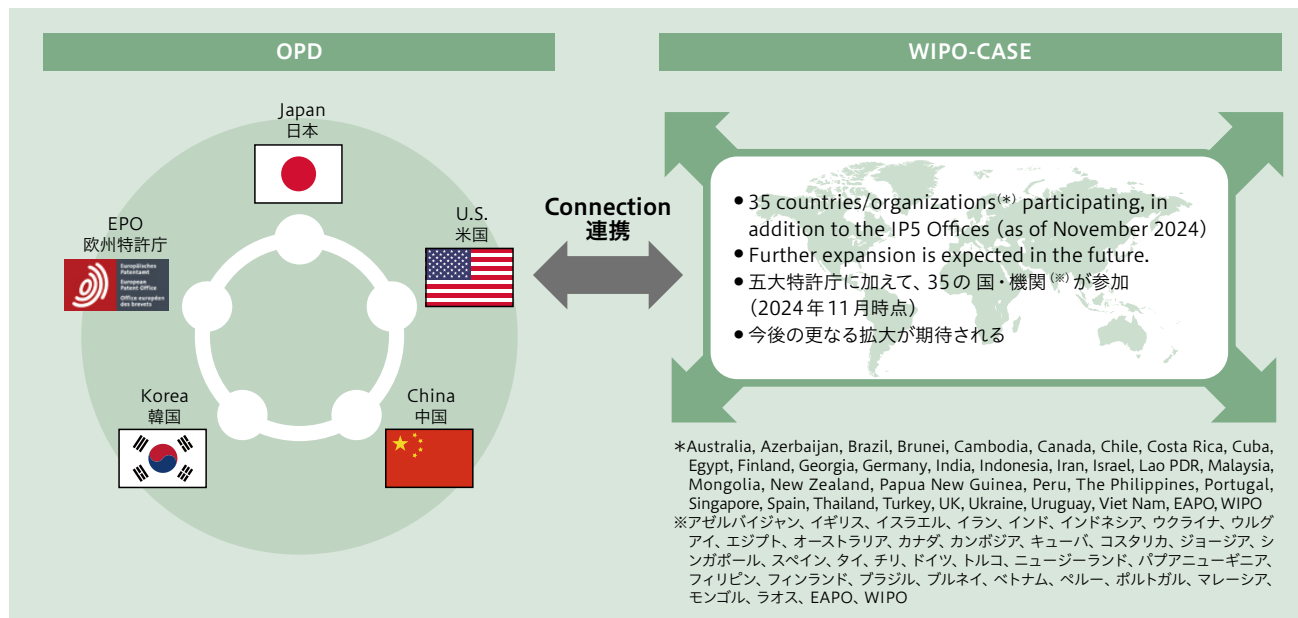 OPD
Japan
日本
EPO
欧州特許庁
Europäisches
Patentamt
European
Patent Office
Office européen
des brevets
U.S.
米国
Korea
韓国
China
中国
Connection
連携
WIPO-CASE
● 35 countries/organizations(*) participating, in
addition to the IP5 Offices (as of November 2024)
● Further expansion is expected in the future.
● 五大特許庁に加えて、35の 国・機関(※)が参加
（2024年11月時点）
● 今後の更なる拡大が期待される
＊Australia, Azerbaijan, Brazil, Brunei, Cambodia, Canada, Chile, Costa Rica, Cuba,
Egypt, Finland, Georgia, Germany, India, Indonesia, Iran, Israel, Lao PDR, Malaysia,
Mongolia, New Zealand, Papua New Guinea, Peru, The Philippines, Portugal,
Singapore, Spain, Thailand, Turkey, UK, Ukraine, Uruguay, Viet Nam, EAPO, WIPO
※アゼルバイジャン、イギリス、イスラエル、イラン、インド、インドネシア、ウクライナ、ウルグ
アイ、エジプト、オーストラリア、カナダ、カンボジア、キューバ、コスタリカ、ジョージア、シ
ンガポール、スペイン、タイ、チリ、ドイツ、トルコ、ニュージーランド、パプアニューギニア、
フィリピン、フィンランド、ブラジル、ブルネイ、ベトナム、ペルー、ポルトガル、マレーシア、
モンゴル、ラオス、EAPO、WIPO